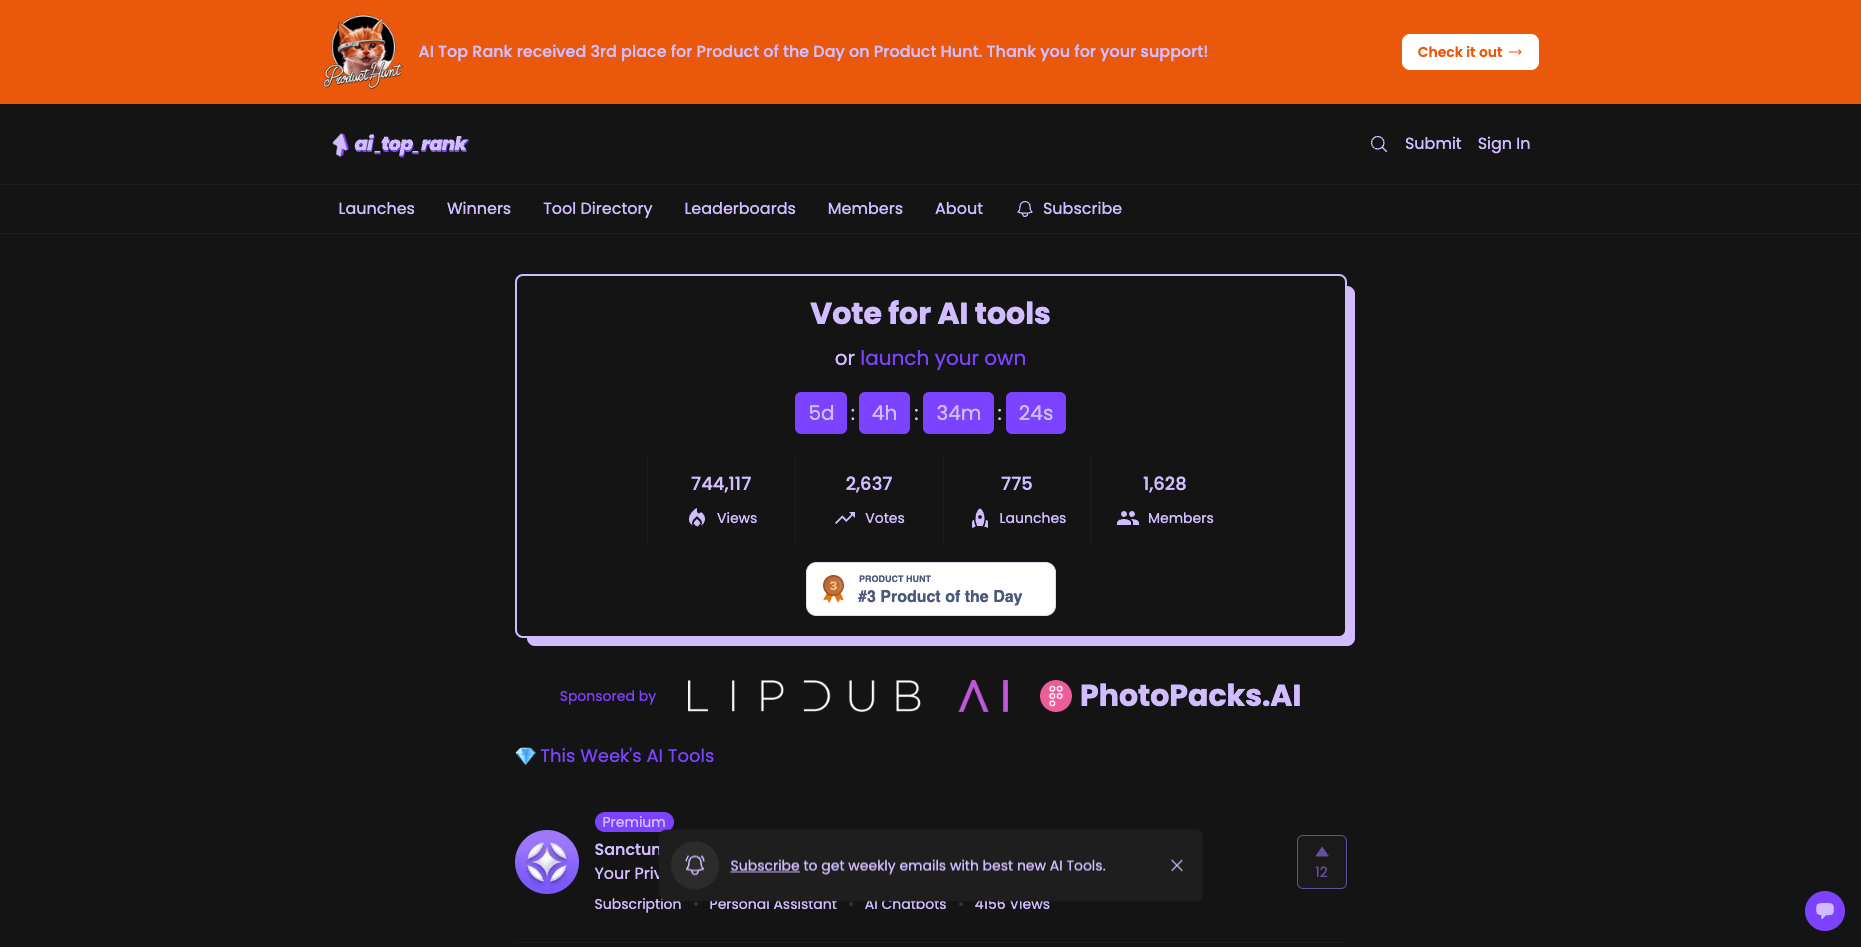 Product Hunt
AI Top Rank received 3rd place for Product of the Day on Product Hunt. Thank you for your support!
Check it out →
ai_top_rank
Submit
Sign In
Launches
Winners
Tool Directory
Leaderboards
Members
About
Subscribe
Vote for AI tools
or launch your own
5d : 4h : 34m : 24s
744,117
Views
2,637
Votes
775
Launches
1,628
Members
3
PRODUCT HUNT
#3 Product of the Day
Sponsored by
LIPDUB AI
PhotoPacks.AI
This Week's AI Tools
Premium
Your
Subscribe to get weekly emails with best new AI Tools.
12
Subscription • Personal Assistant • AI Chatbots • 4156 Views